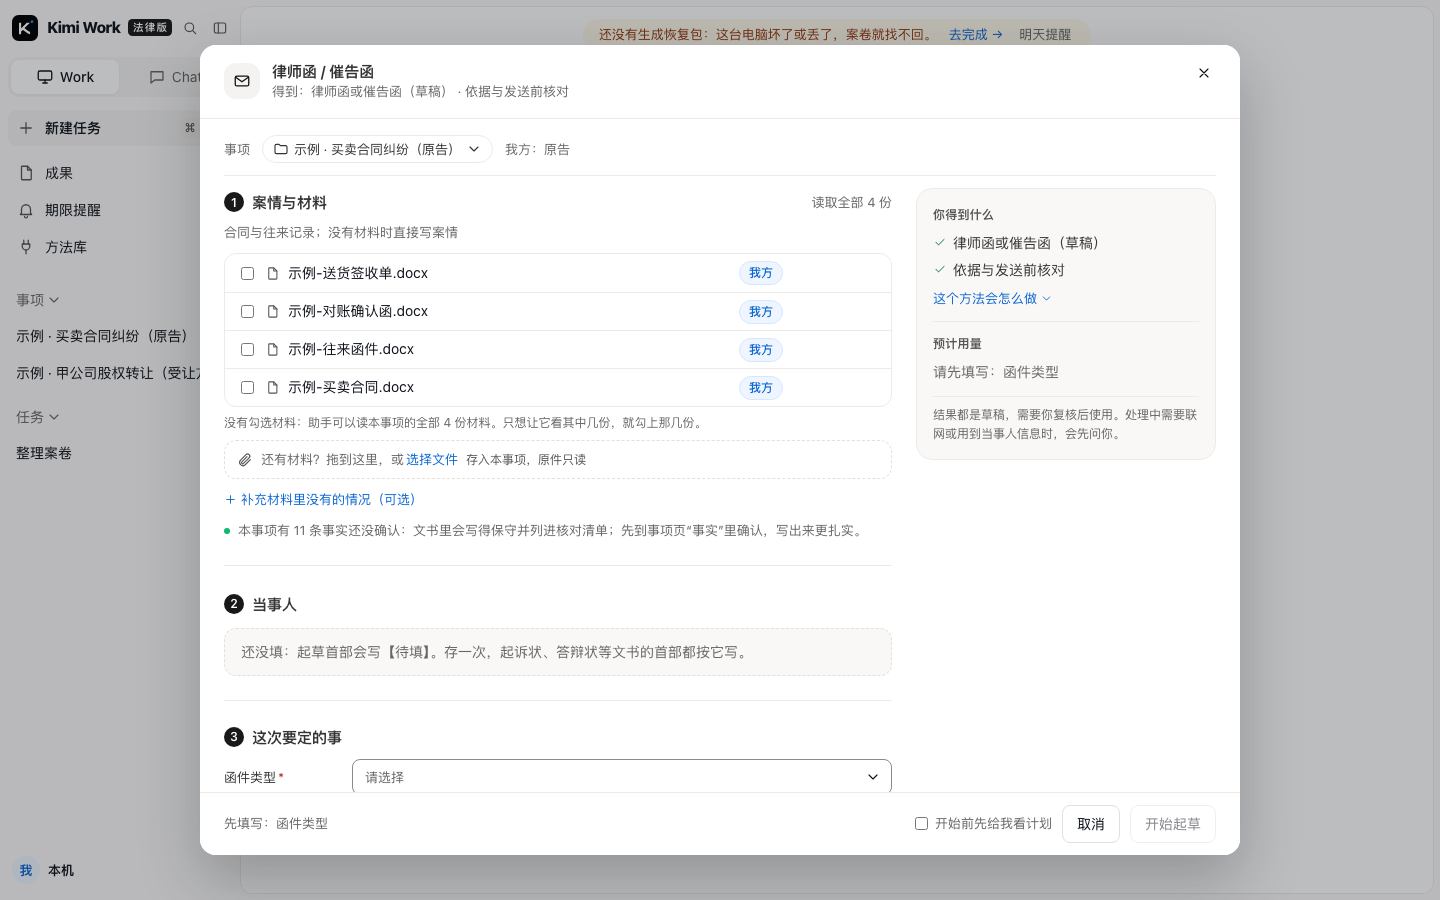 Kimi Work 法律版
还没有生成恢复包：这台电脑坏了或丢了，案卷就找不回。 去完成 → 明天提醒
Work
Chat
新建任务 ⌘
成果
期限提醒
方法库
事项
示例 · 买卖合同纠纷（原告）
示例 · 甲公司股权转让（受让
任务
整理案卷
我 本机
律师函 / 催告函
得到：律师函或催告函（草稿） · 依据与发送前核对
事项 示例 · 买卖合同纠纷（原告） 我方：原告
1 案情与材料 读取全部 4 份
合同与往来记录；没有材料时直接写案情
示例-送货签收单.docx 我方
示例-对账确认函.docx 我方
示例-往来函件.docx 我方
示例-买卖合同.docx 我方
没有勾选材料：助手可以读本事项的全部 4 份材料。只想让它看其中几份，就勾上那几份。
还有材料？拖到这里，或 选择文件 存入本事项，原件只读
+ 补充材料里没有的情况（可选）
本事项有 11 条事实还没确认：文书里会写得保守并列进核对清单；先到事项页“事实”里确认，写出来更扎实。
2 当事人
还没填：起草首部会写【待填】。存一次，起诉状、答辩状等文书的首部都按它写。
3 这次要定的事
函件类型 * 请选择
你得到什么
律师函或催告函（草稿）
依据与发送前核对
这个方法会怎么做
预计用量
请先填写：函件类型
结果都是草稿，需要你复核后使用。处理中需要联
网或用到当事人信息时，会先问你。
先填写：函件类型 开始前先给我看计划 取消 开始起草